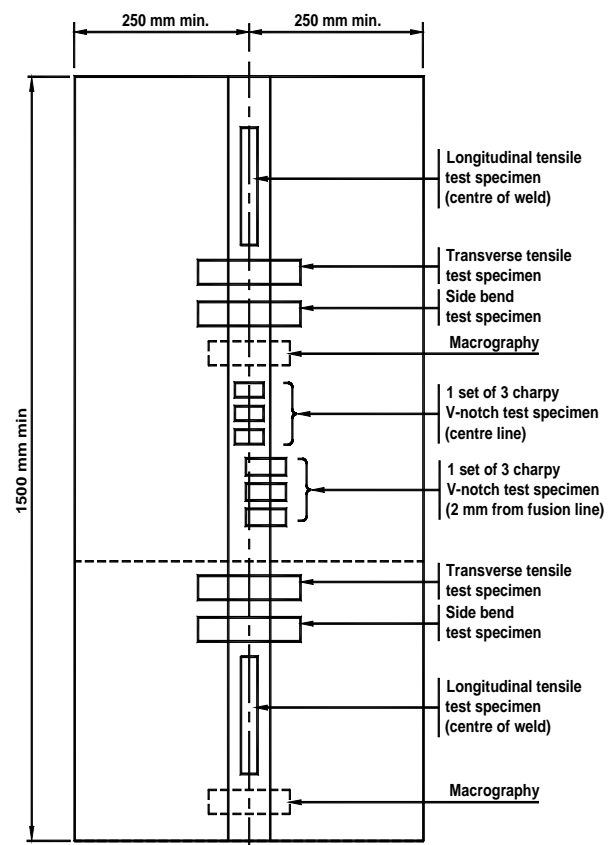 250 mm min.
250 mm min.
1500 mm min
Longitudinal tensile
test specimen
(centre of weld)
Transverse tensile
test specimen
Side bend
test specimen
Macrography
1 set of 3 charpy
V-notch test specimen
(centre line)
1 set of 3 charpy
V-notch test specimen
(2 mm from fusion line)
Transverse tensile
test specimen
Side bend
test specimen
Longitudinal tensile
test specimen
(centre of weld)
Macrography